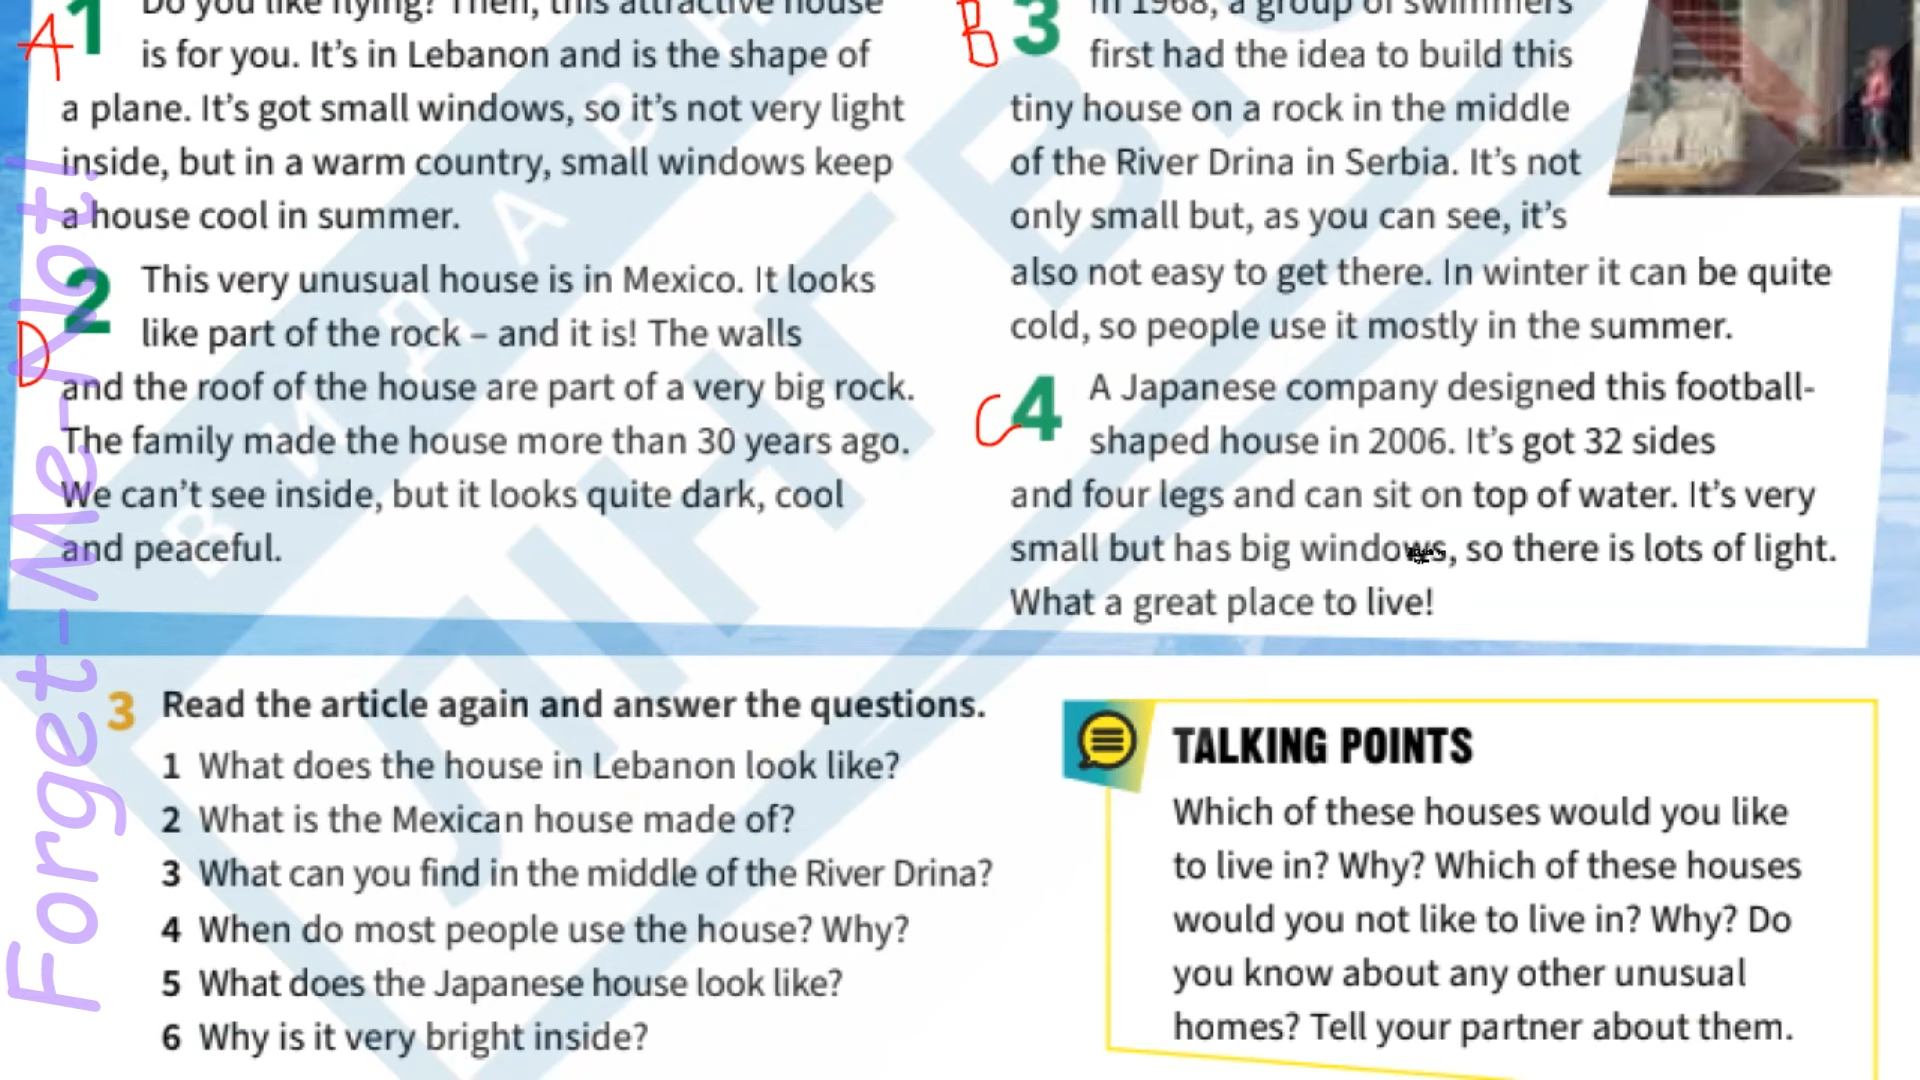 A 1 Do you like flying? Then, this attractive house
is for you. It's in Lebanon and is the shape of
a plane. It's got small windows, so it's not very light
inside, but in a warm country, small windows keep
a house cool in summer.
D 2 This very unusual house is in Mexico. It looks
like part of the rock – and it is! The walls
and the roof of the house are part of a very big rock.
The family made the house more than 30 years ago.
We can't see inside, but it looks quite dark, cool
and peaceful.
B 3 In 1968, a group of swimmers
first had the idea to build this
tiny house on a rock in the middle
of the River Drina in Serbia. It's not
only small but, as you can see, it's
also not easy to get there. In winter it can be quite
cold, so people use it mostly in the summer.
C 4 A Japanese company designed this football-
shaped house in 2006. It's got 32 sides
and four legs and can sit on top of water. It's very
small but has big windows, so there is lots of light.
What a great place to live!
3 Read the article again and answer the questions.
1 What does the house in Lebanon look like?
2 What is the Mexican house made of?
3 What can you find in the middle of the River Drina?
4 When do most people use the house? Why?
5 What does the Japanese house look like?
6 Why is it very bright inside?
TALKING POINTS
Which of these houses would you like
to live in? Why? Which of these houses
would you not like to live in? Why? Do
you know about any other unusual
homes? Tell your partner about them.
Forget-Me-Not!